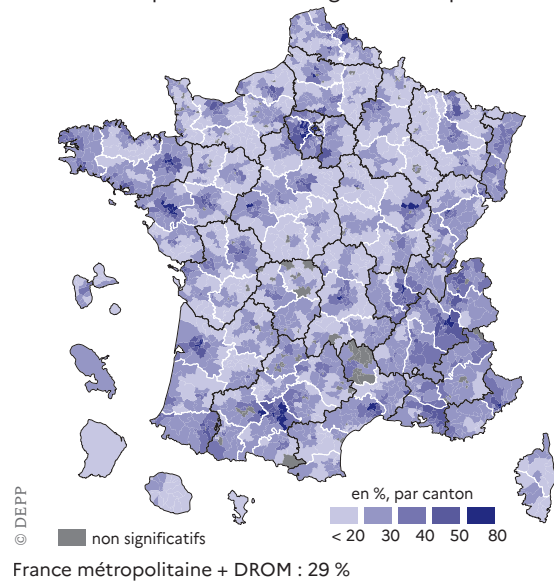 © DEPP
non significatifs
en %, par canton
< 20 30 40 50 80
France métropolitaine + DROM : 29 %